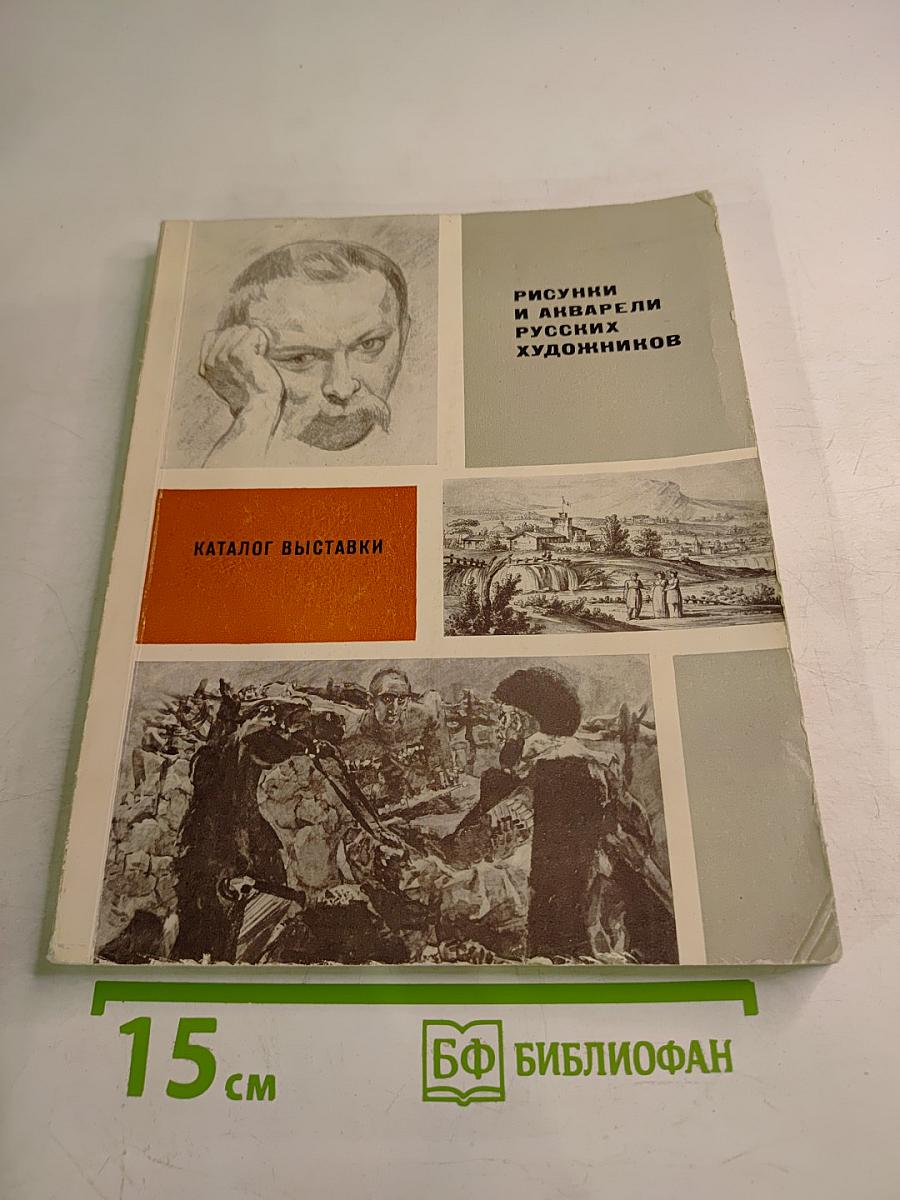 РИСУНКИ
И АКВАРЕЛИ
РУССКИХ
ХУДОЖНИКОВ
КАТАЛОГ ВЫСТАВКИ
15 см
БФ БИБЛИОФАН